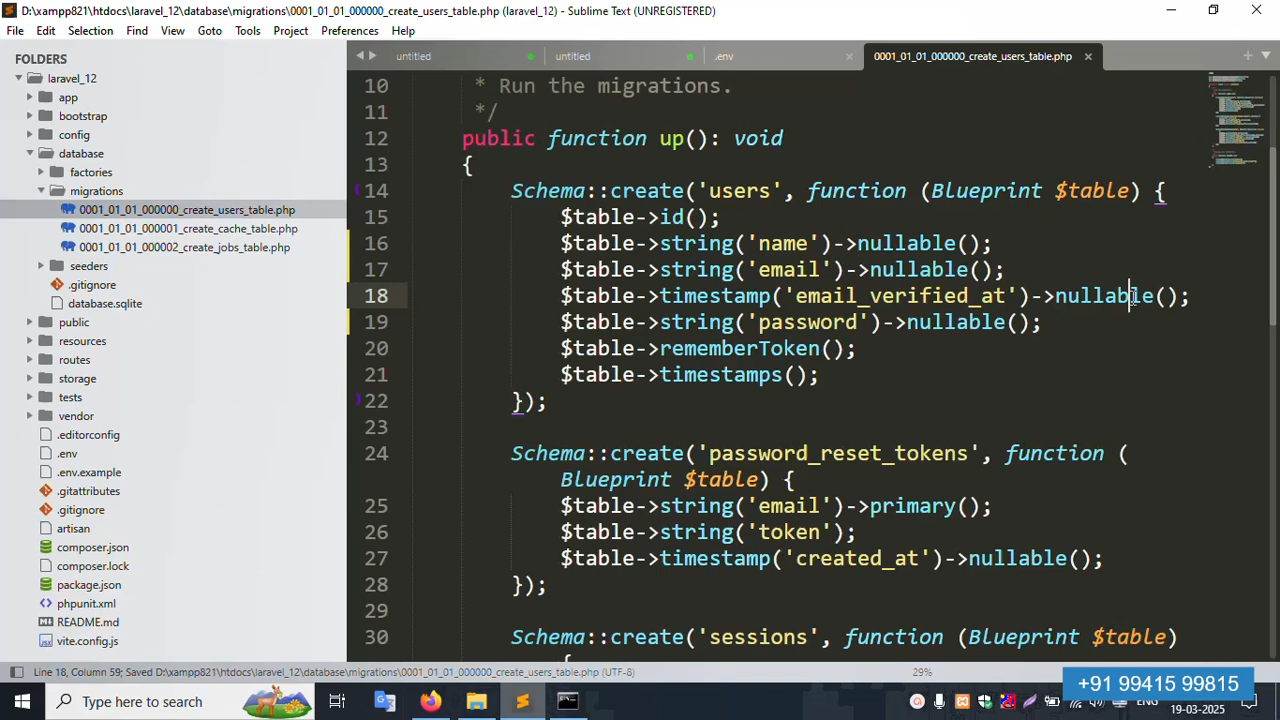 D:\xampp821\htdocs\laravel_12\database\migrations\0001_01_01_000000_create_users_table.php (laravel_12) - Sublime Text (UNREGISTERED)
File Edit Selection Find View Goto Tools Project Preferences Help
FOLDERS
laravel_12
app
bootstrap
config
database
factories
migrations
0001_01_01_000000_create_users_table.php
0001_01_01_000001_create_cache_table.php
0001_01_01_000002_create_jobs_table.php
seeders
.gitignore
database.sqlite
public
resources
routes
storage
tests
vendor
.editorconfig
.env
.env.example
.gitattributes
.gitignore
artisan
composer.json
composer.lock
package.json
phpunit.xml
README.md
vite.config.js
untitled untitled .env 0001_01_01_000000_create_users_table.php
10 * Run the migrations.
11 */
12 public function up(): void
13 {
14 Schema::create('users', function (Blueprint $table) {
15 $table->id();
16 $table->string('name')->nullable();
17 $table->string('email')->nullable();
18 $table->timestamp('email_verified_at')->nullable();
19 $table->string('password')->nullable();
20 $table->rememberToken();
21 $table->timestamps();
22 });
23
24 Schema::create('password_reset_tokens', function (
Blueprint $table) {
25 $table->string('email')->primary();
26 $table->string('token');
27 $table->timestamp('created_at')->nullable();
28 });
29
30 Schema::create('sessions', function (Blueprint $table)
{
Line 18, Column 59; Saved D:\xampp821\htdocs\laravel_12\database\migrations\0001_01_01_000000_create_users_table.php (UTF-8) 29%
+91 99415 99815
Type here to search
ENG
19-03-2025